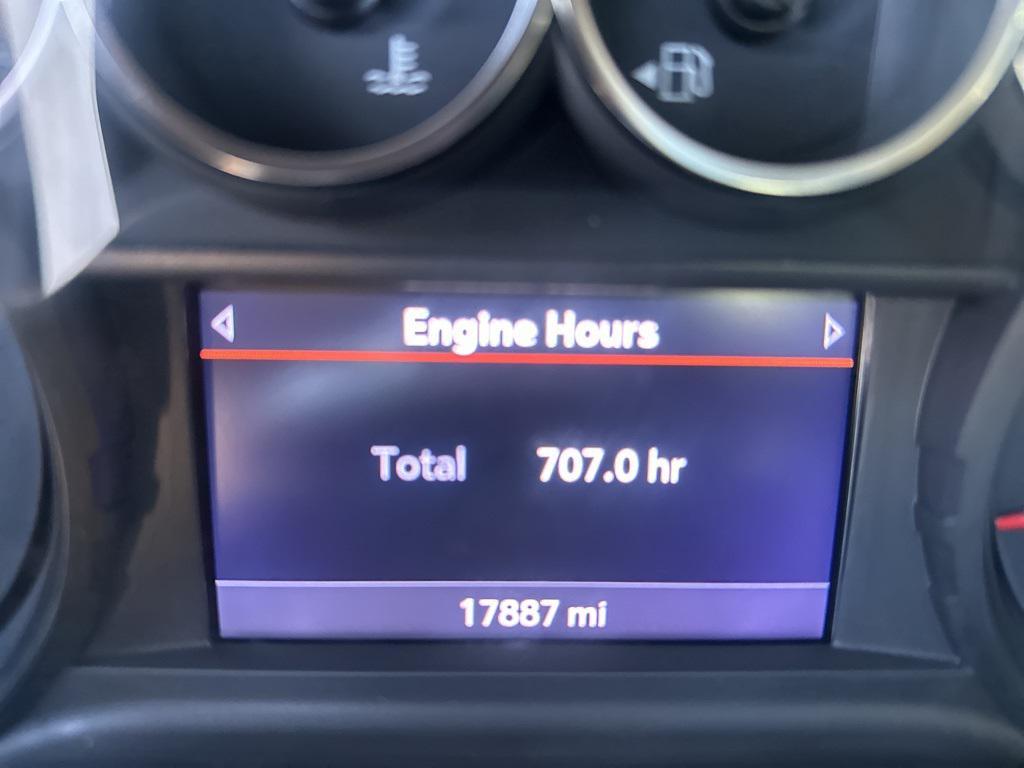 Engine Hours
Total 707.0 hr
17887 mi